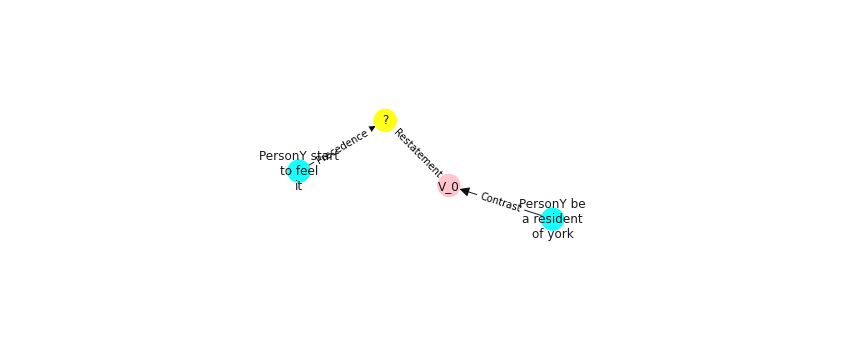 ?
Precedence
Restatement
PersonY start
to feel
it
V_0
Contrast
PersonY be
a resident
of york